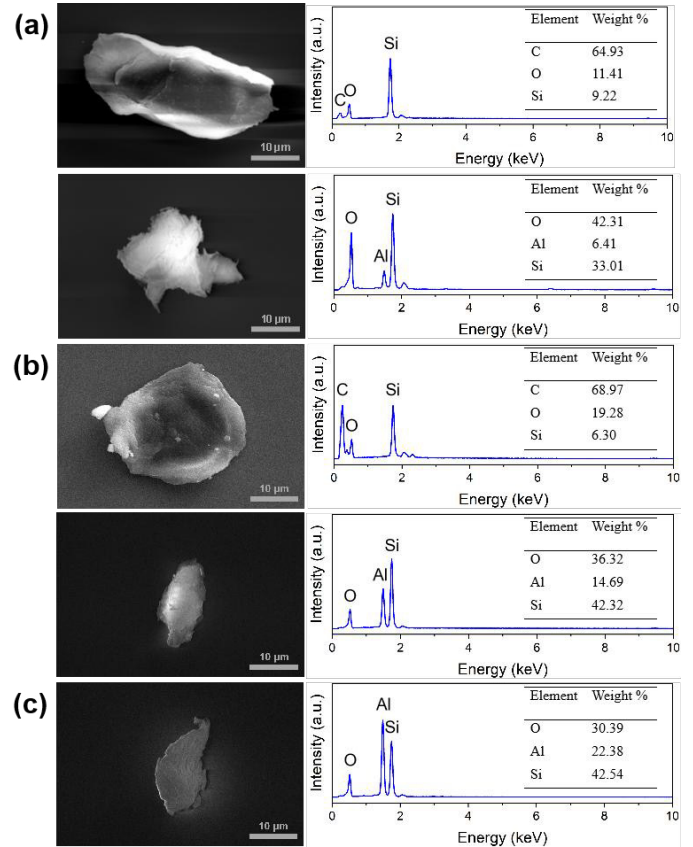 (a)
10 µm
Intensity (a.u.)
C
O
Si
Element Weight %
C 64.93
O 11.41
Si 9.22
0 2 4 6 8 10
Energy (keV)
10 µm
Intensity (a.u.)
O
Al
Si
Element Weight %
O 42.31
Al 6.41
Si 33.01
0 2 4 6 8 10
Energy (keV)
(b)
10 µm
Intensity (a.u.)
C
O
Si
Element Weight %
C 68.97
O 19.28
Si 6.30
0 2 4 6 8 10
Energy (keV)
10 µm
Intensity (a.u.)
O
Al
Si
Element Weight %
O 36.32
Al 14.69
Si 42.32
0 2 4 6 8 10
Energy (keV)
(c)
10 µm
Intensity (a.u.)
O
Al
Si
Element Weight %
O 30.39
Al 22.38
Si 42.54
0 2 4 6 8 10
Energy (keV)